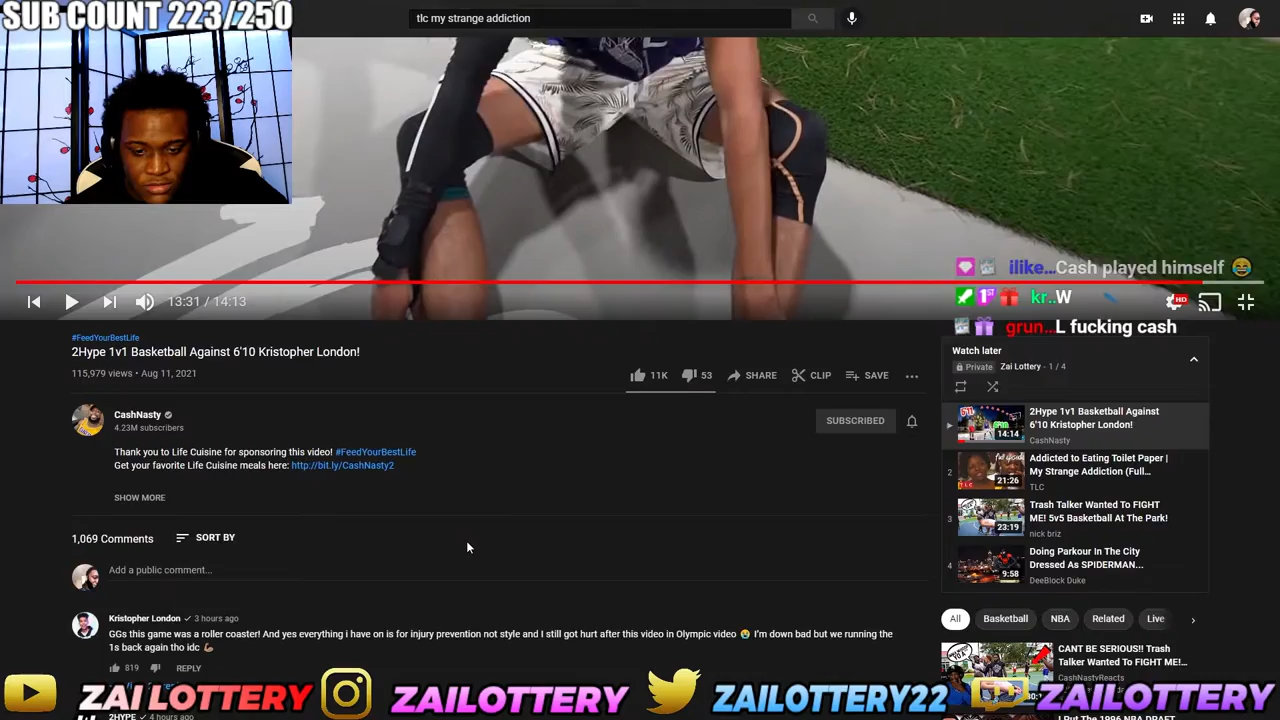 SUB COUNT 223/250
tlc my strange addiction
ilike...Cash played himself 😂
1ST kr..W
grun...L fucking cash
13:31 / 14:13
HD
#FeedYourBestLife
2Hype 1v1 Basketball Against 6'10 Kristopher London!
115,979 views • Aug 11, 2021
11K 53 SHARE CLIP SAVE ...
CashNasty
4.23M subscribers
SUBSCRIBED
Thank you to Life Cuisine for sponsoring this video! #FeedYourBestLife
Get your favorite Life Cuisine meals here: http://bit.ly/CashNasty2
SHOW MORE
1,069 Comments SORT BY
Add a public comment...
Kristopher London 3 hours ago
GGs this game was a roller coaster! And yes everything i have on is for injury prevention not style and I still got hurt after this video in Olympic video 😂 I'm down bad but we running the
1s back again tho idc 💪🏾
819 REPLY
2HYPE 4 hours ago
Watch later
Private Zai Lottery - 1 / 4
2Hype 1v1 Basketball Against
6'10 Kristopher London!
CashNasty
14:14
2
Addicted to Eating Toilet Paper |
My Strange Addiction (Full...
TLC
21:26
3
Trash Talker Wanted To FIGHT
ME! 5v5 Basketball At The Park!
nick briz
23:19
4
Doing Parkour In The City
Dressed As SPIDERMAN...
DeeBlock Duke
9:58
All Basketball NBA Related Live
CANT BE SERIOUS!! Trash
Talker Wanted To FIGHT ME!...
CashNastyReacts
I Put The 1996 NBA DRAFT
ZAI LOTTERY ZAILOTTERY ZAILOTTERY22 ZAILOTTERY